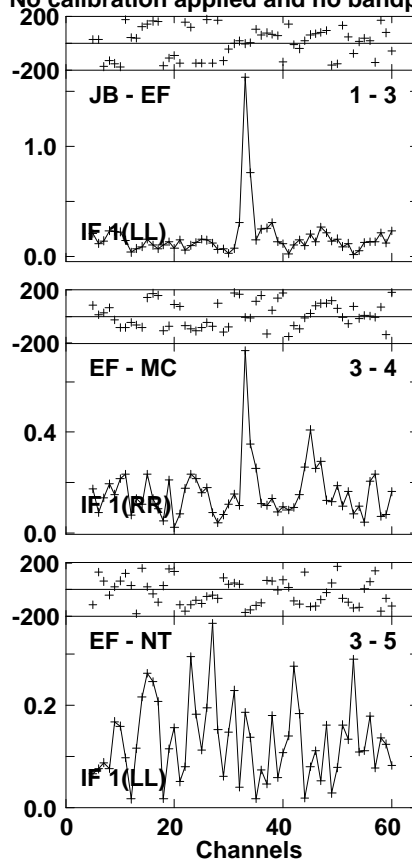 No calibration applied and no bandp
200
-200
JB - EF 1 - 3
1.0
IF 1(LL)
0.0
200
-200
EF - MC 3 - 4
0.4
IF 1(RR)
0.0
200
-200
EF - NT 3 - 5
0.2
IF 1(LL)
0.0
0 20 40 60
Channels